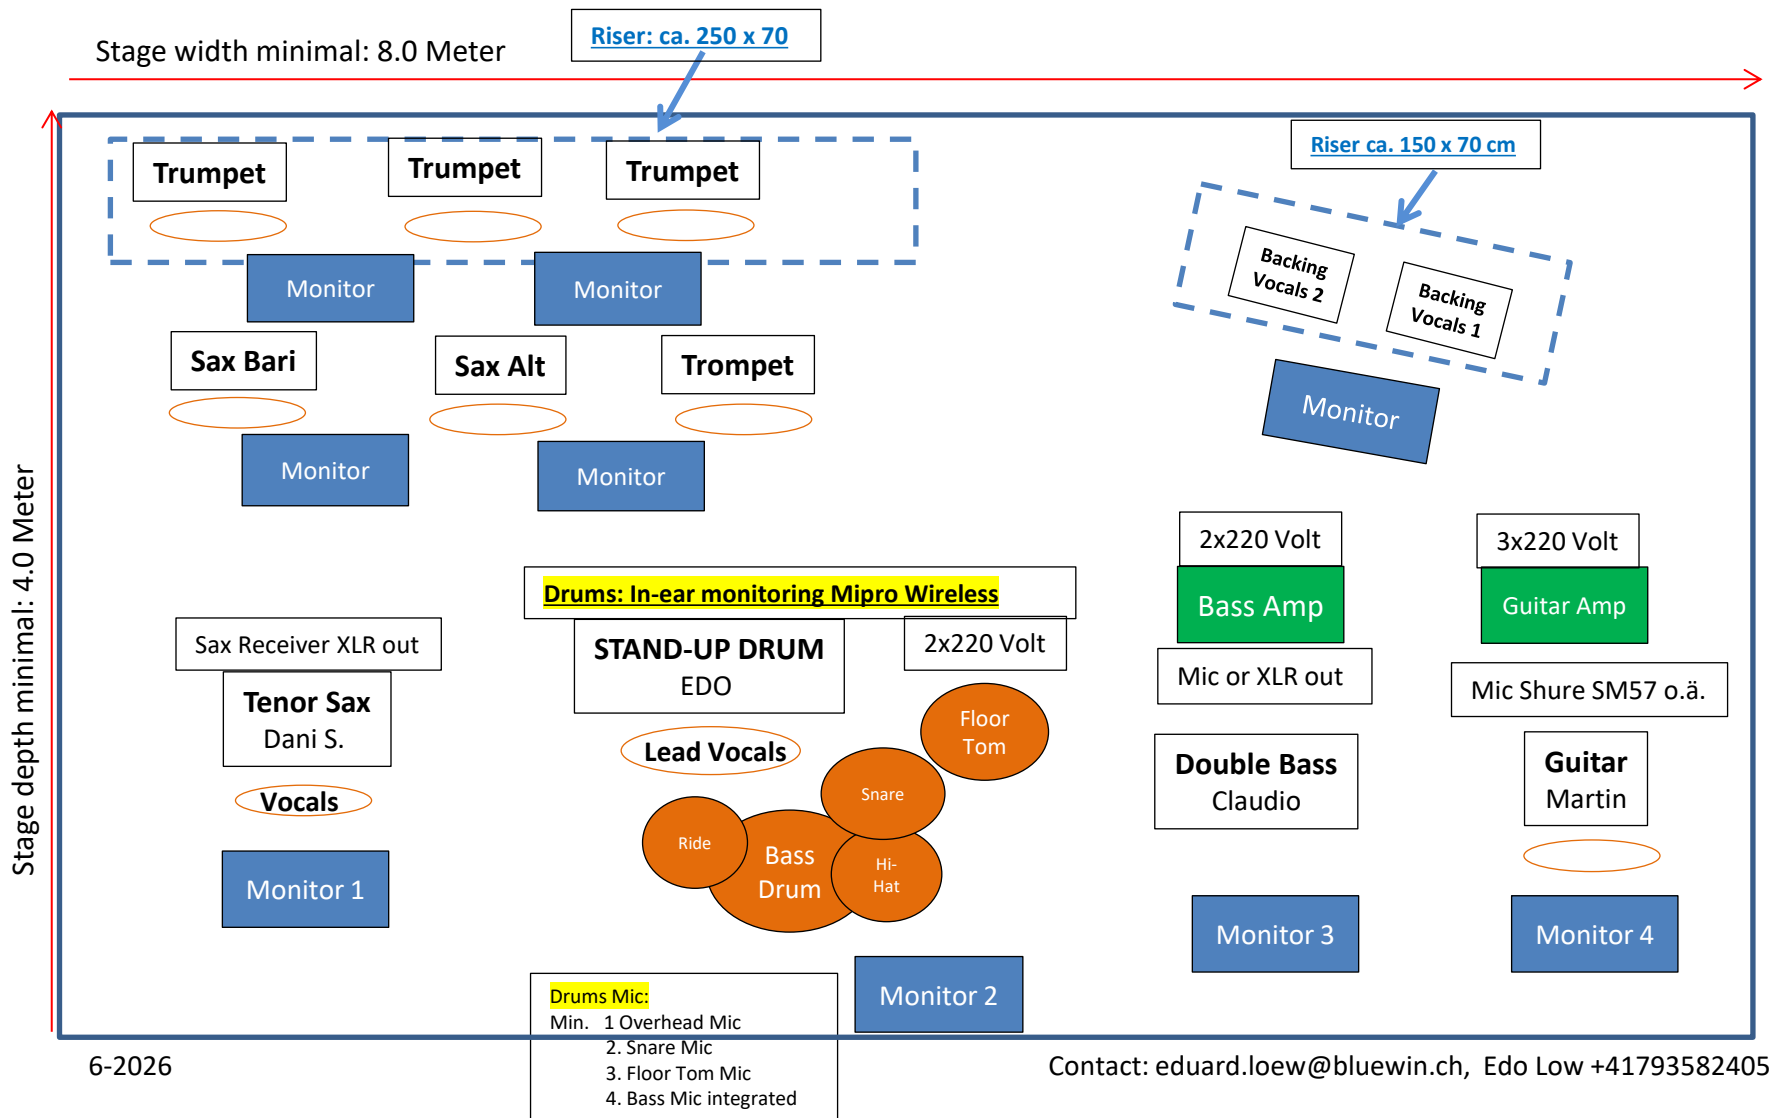 Stage width minimal: 8.0 Meter
Riser: ca. 250 x 70
Riser ca. 150 x 70 cm
Stage depth minimal: 4.0 Meter
Trumpet
Trumpet
Trumpet
Backing
Vocals 2
Backing
Vocals 1
Monitor
Monitor
Sax Bari
Sax Alt
Trompet
Monitor
Monitor
Monitor
2x220 Volt
3x220 Volt
Drums: In-ear monitoring Mipro Wireless
Bass Amp
Guitar Amp
Sax Receiver XLR out
STAND-UP DRUM
EDO
2x220 Volt
Mic or XLR out
Mic Shure SM57 o.ä.
Tenor Sax
Dani S.
Floor
Tom
Lead Vocals
Double Bass
Claudio
Guitar
Martin
Vocals
Snare
Ride
Bass
Drum
Hi-
Hat
Monitor 1
Monitor 3
Monitor 4
Monitor 2
Drums Mic:
Min. 1 Overhead Mic
2. Snare Mic
3. Floor Tom Mic
4. Bass Mic integrated
6-2026
Contact: eduard.loew@bluewin.ch, Edo Low +41793582405